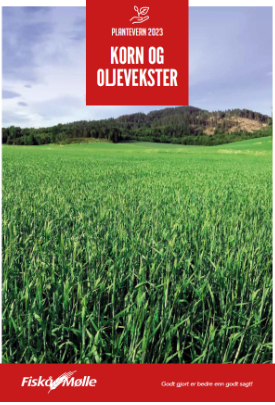 PLANTEVERN 2023
KORN OG
OLJEVEKSTER
Fiskå Mølle
Godt gjort er bedre enn godt sagt!